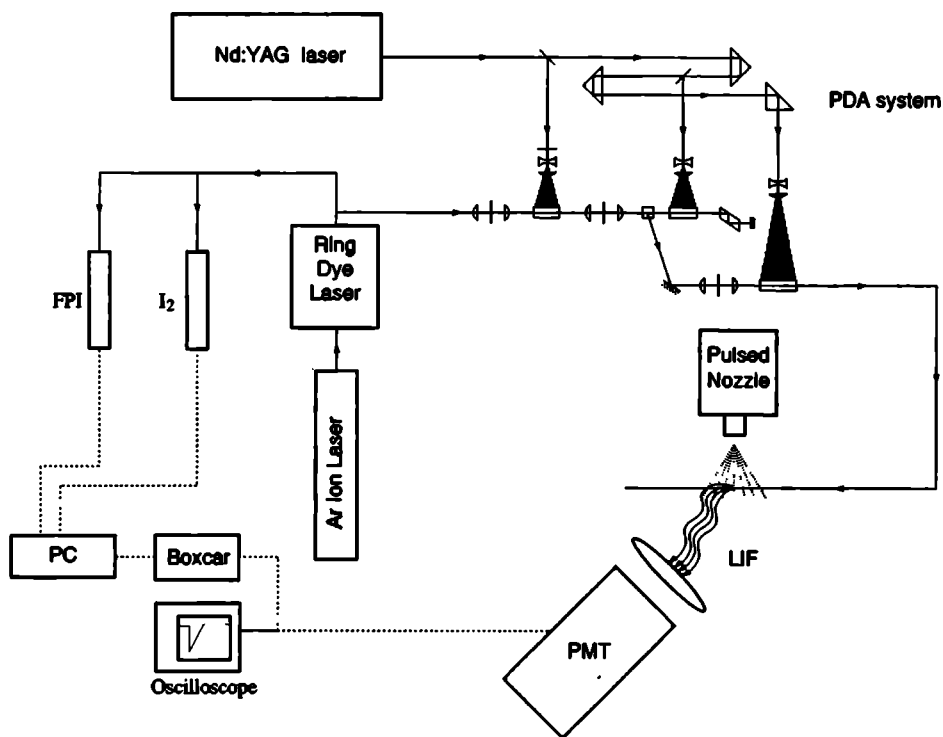 Nd:YAG laser
PDA system
Ring
Dye
Laser
FPI
I₂
Pulsed
Nozzle
Ar Ion Laser
PC
Boxcar
LIF
PMT
Oscilloscope